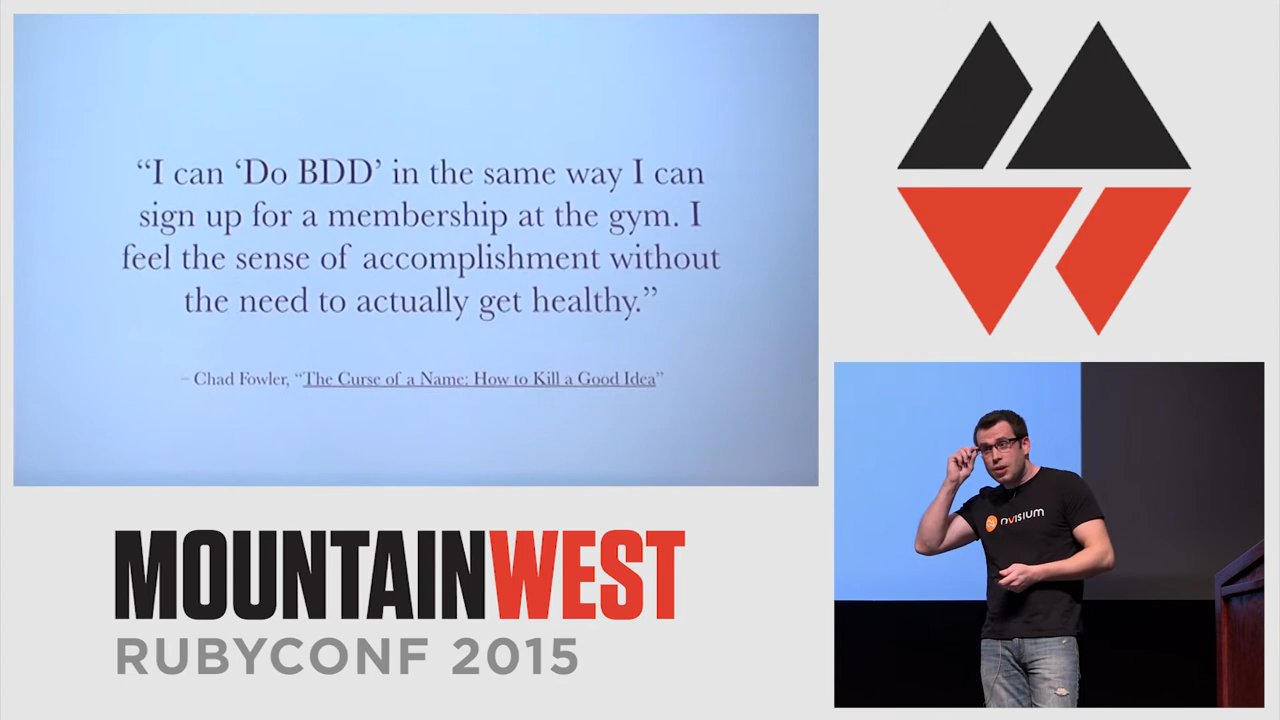 “I can ‘Do BDD’ in the same way I can
sign up for a membership at the gym. I
feel the sense of accomplishment without
the need to actually get healthy.”
– Chad Fowler, “The Curse of a Name: How to Kill a Good Idea”
MOUNTAINWEST
RUBYCONF 2015
nVISIUM